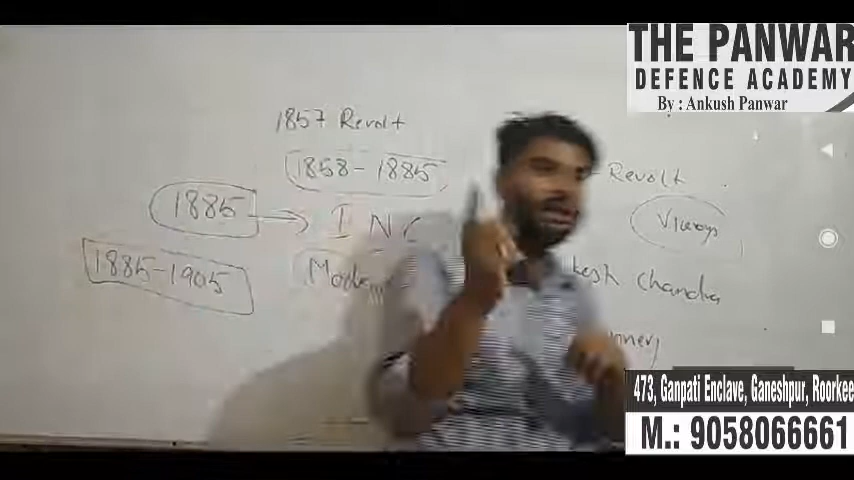 THE PANWAR
DEFENCE ACADEMY
By : Ankush Panwar
1857 Revolt
1858 - 1885
- Revolt
1885 → INC
Viceroys
1885-1905
Chandra
473, Ganpati Enclave, Ganeshpur, Roorkee
M.: 9058066661